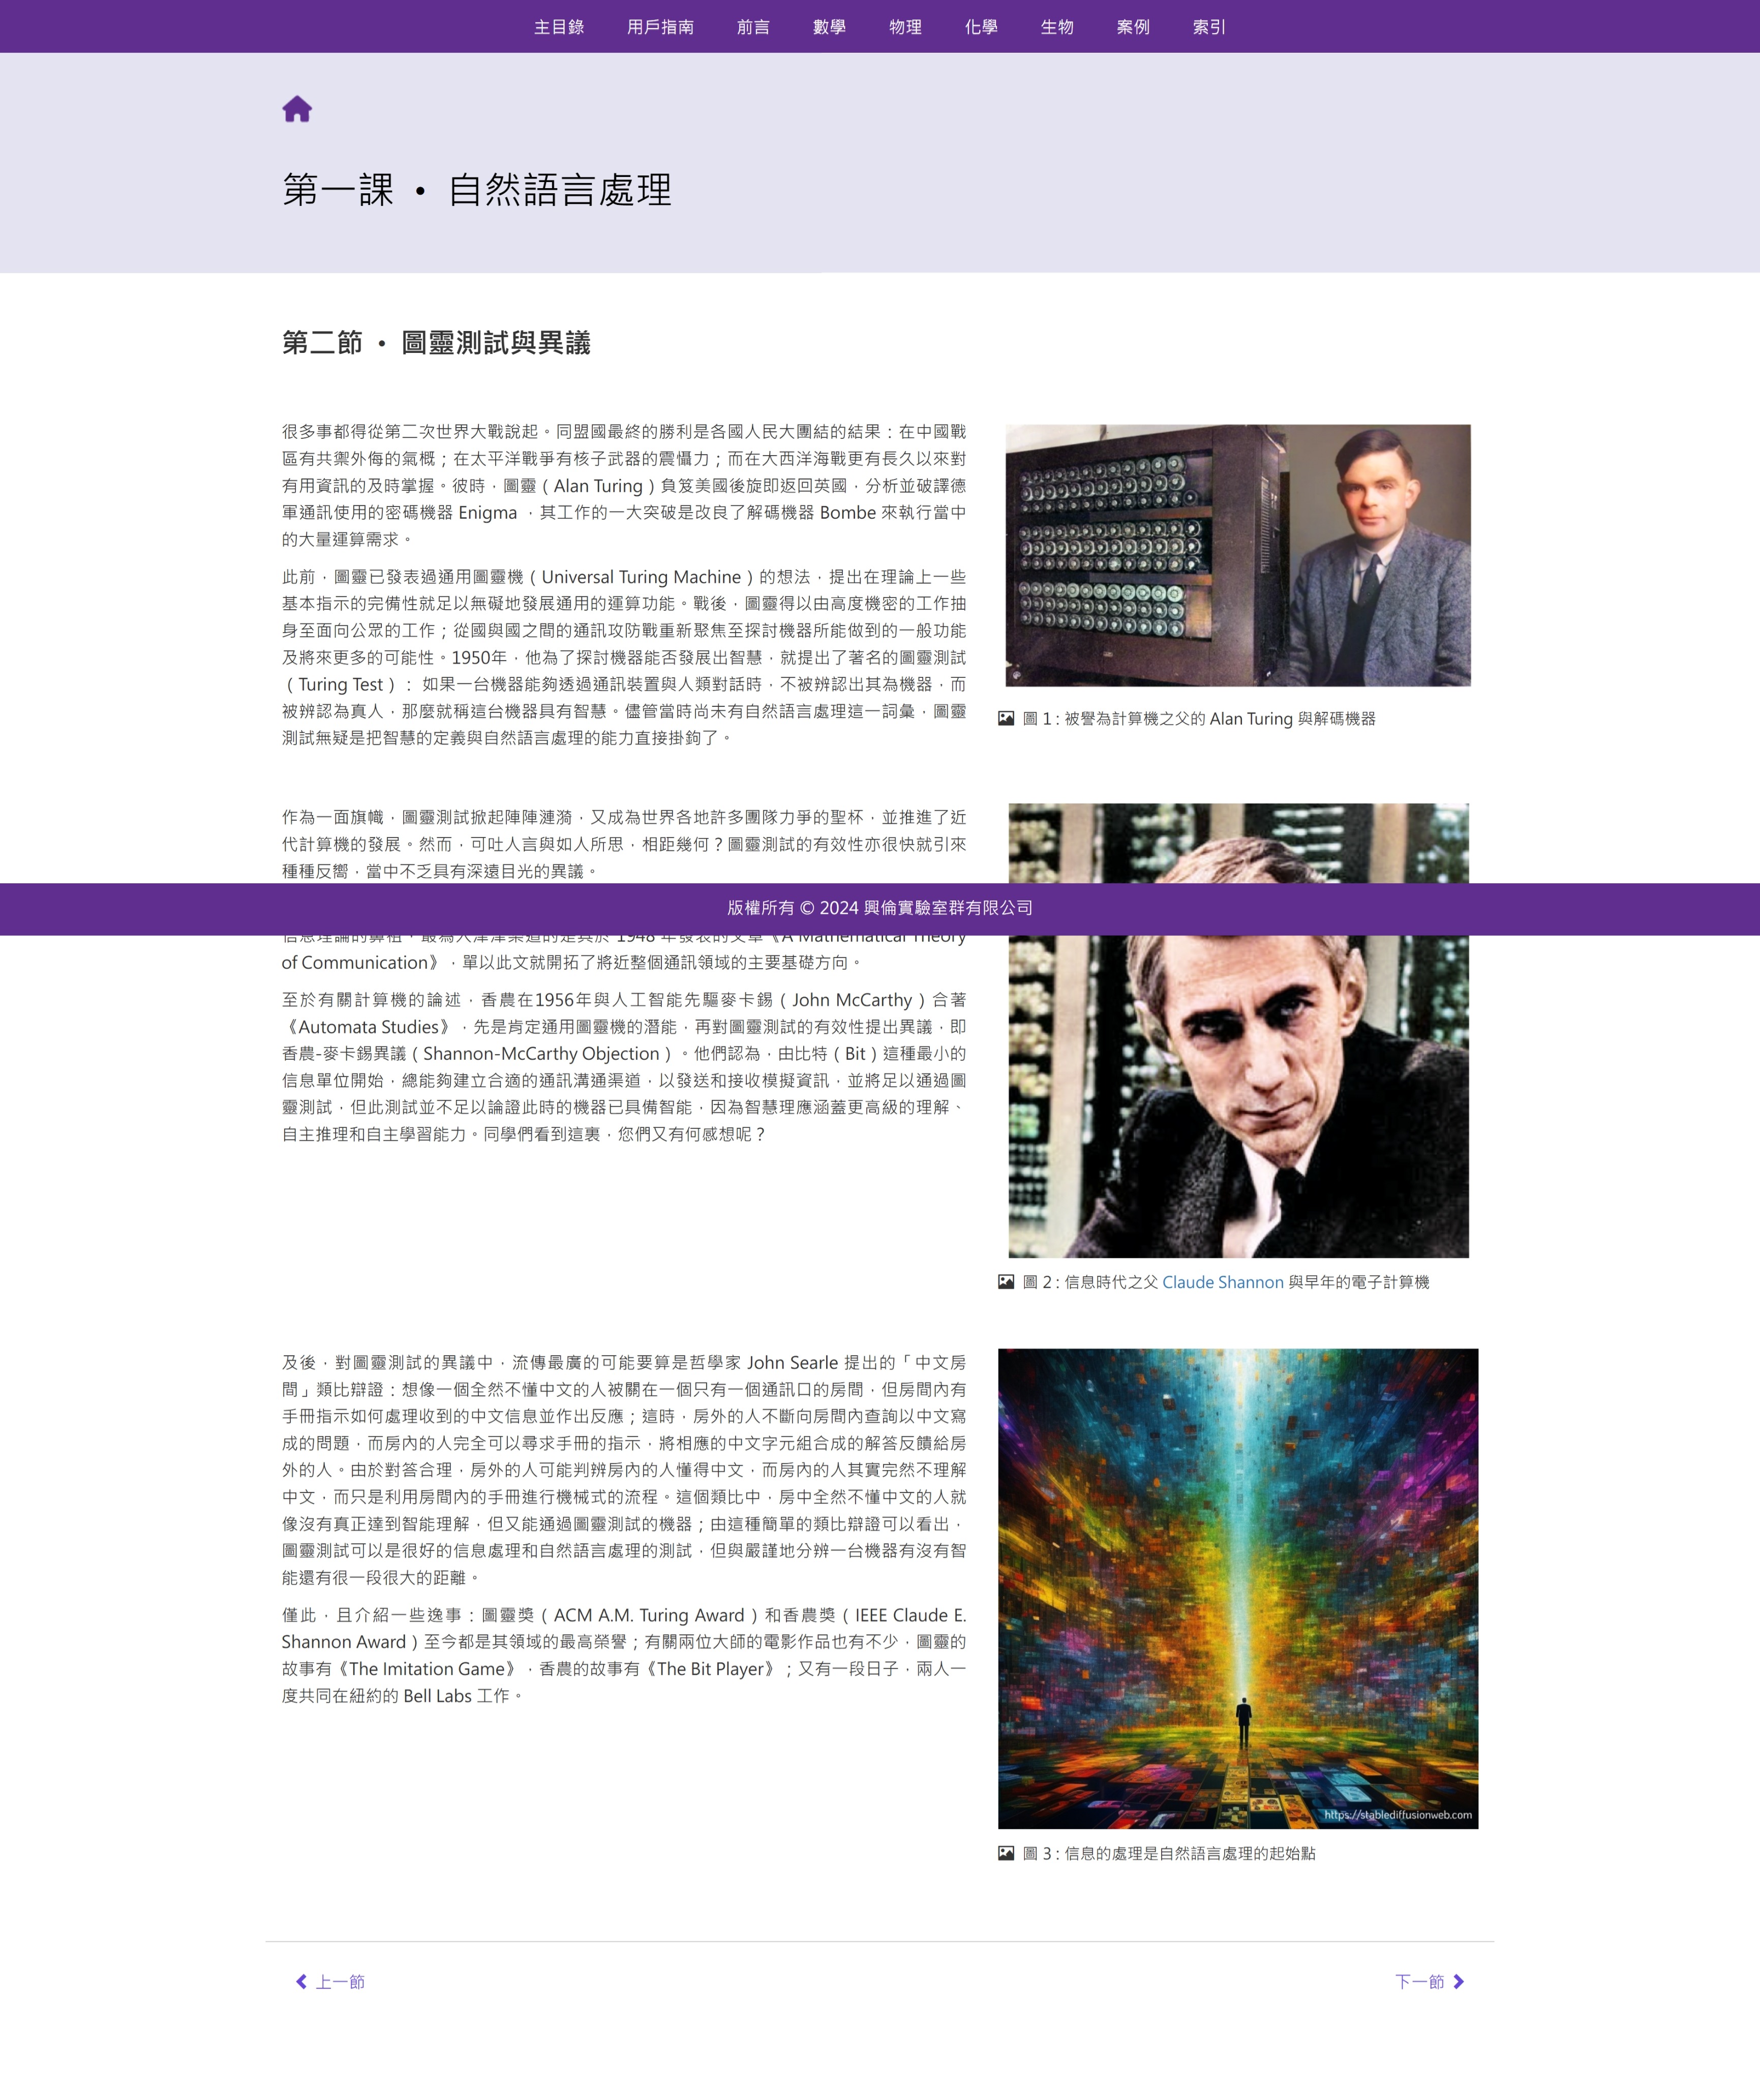 主目錄 用戶指南 前言 數學 物理 化學 生物 案例 索引
第一課 • 自然語言處理
第二節 • 圖靈測試與異議
很多事都得從第二次世界大戰說起。同盟國最終的勝利是各國人民大團結的結果：在中國戰
區有共禦外侮的氣概；在太平洋戰爭有核子武器的震懾力；而在大西洋海戰更有長久以來對
有用資訊的及時掌握。彼時，圖靈（Alan Turing）負笈美國後旋即返回英國，分析並破譯德
軍通訊使用的密碼機器 Enigma ，其工作的一大突破是改良了解碼機器 Bombe 來執行當中
的大量運算需求。
此前，圖靈已發表過通用圖靈機（Universal Turing Machine）的想法，提出在理論上一些
基本指示的完備性就足以無礙地發展通用的運算功能。戰後，圖靈得以由高度機密的工作抽
身至面向公眾的工作；從國與國之間的通訊攻防戰重新聚焦至探討機器所能做到的一般功能
及將來更多的可能性。1950年，他為了探討機器能否發展出智慧，就提出了著名的圖靈測試
（Turing Test）： 如果一台機器能夠透過通訊裝置與人類對話時，不被辨認出其為機器，而
被辨認為真人，那麼就稱這台機器具有智慧。儘管當時尚未有自然語言處理這一詞彙，圖靈
測試無疑是把智慧的定義與自然語言處理的能力直接掛鉤了。
圖 1 : 被譽為計算機之父的 Alan Turing 與解碼機器
作為一面旗幟，圖靈測試掀起陣陣漣漪，又成為世界各地許多團隊力爭的聖杯，並推進了近
代計算機的發展。然而，可吐人言與如人所思，相距幾何？圖靈測試的有效性亦很快就引來
種種反嚮，當中不乏具有深遠目光的異議。
版權所有 © 2024 興倫實驗室群有限公司
信息理論的鼻祖，最為人津津樂道的是其於 1948 年發表的文章《A Mathematical Theory
of Communication》，單以此文就開拓了將近整個通訊領域的主要基礎方向。
至於有關計算機的論述，香農在1956年與人工智能先驅麥卡錫（John McCarthy）合著
《Automata Studies》，先是肯定通用圖靈機的潛能，再對圖靈測試的有效性提出異議，即
香農-麥卡錫異議（Shannon-McCarthy Objection）。他們認為，由比特（Bit）這種最小的
信息單位開始，總能夠建立合適的通訊溝通渠道，以發送和接收模擬資訊，並將足以通過圖
靈測試，但此測試並不足以論證此時的機器已具備智能，因為智慧理應涵蓋更高級的理解、
自主推理和自主學習能力。同學們看到這裏，您們又有何感想呢？
圖 2 : 信息時代之父 Claude Shannon 與早年的電子計算機
及後，對圖靈測試的異議中，流傳最廣的可能要算是哲學家 John Searle 提出的「中文房
間」類比辯證：想像一個全然不懂中文的人被關在一個只有一個通訊口的房間，但房間內有
手冊指示如何處理收到的中文信息並作出反應；這時，房外的人不斷向房間內查詢以中文寫
成的問題，而房內的人完全可以尋求手冊的指示，將相應的中文字元組合成的解答反饋給房
外的人。由於對答合理，房外的人可能判辨房內的人懂得中文，而房內的人其實完然不理解
中文，而只是利用房間內的手冊進行機械式的流程。這個類比中，房中全然不懂中文的人就
像沒有真正達到智能理解，但又能通過圖靈測試的機器；由這種簡單的類比辯證可以看出，
圖靈測試可以是很好的信息處理和自然語言處理的測試，但與嚴謹地分辨一台機器有沒有智
能還有很一段很大的距離。
僅此，且介紹一些逸事：圖靈獎（ACM A.M. Turing Award）和香農獎（IEEE Claude E.
Shannon Award）至今都是其領域的最高榮譽；有關兩位大師的電影作品也有不少，圖靈的
故事有《The Imitation Game》，香農的故事有《The Bit Player》；又有一段日子，兩人一
度共同在紐約的 Bell Labs 工作。
https://stablediffusionweb.com
圖 3 : 信息的處理是自然語言處理的起始點
上一節
下一節